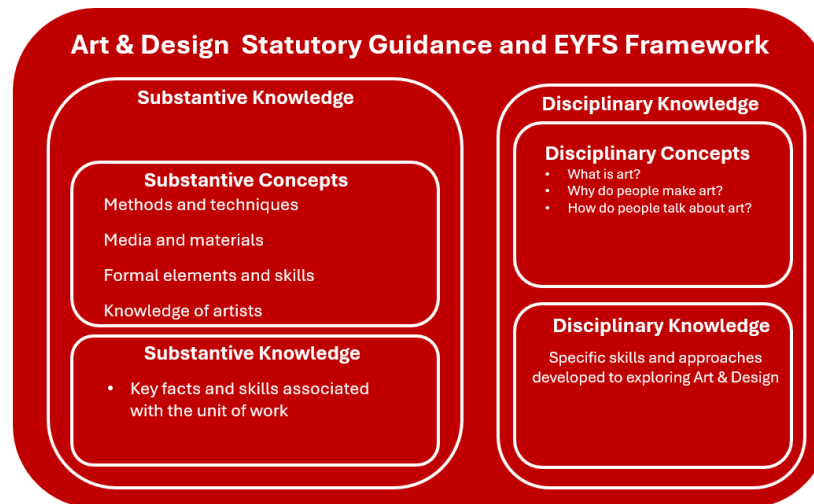 Art & Design Statutory Guidance and EYFS Framework
Substantive Knowledge
Substantive Concepts
Methods and techniques
Media and materials
Formal elements and skills
Knowledge of artists
Substantive Knowledge
• Key facts and skills associated
with the unit of work
Disciplinary Knowledge
Disciplinary Concepts
• What is art?
• Why do people make art?
• How do people talk about art?
Disciplinary Knowledge
Specific skills and approaches
developed to exploring Art & Design